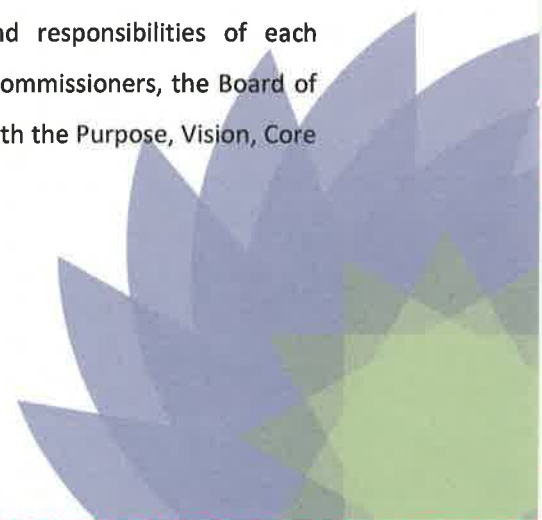 nd responsibilities of each
ommissioners, the Board of
th the Purpose, Vision, Core